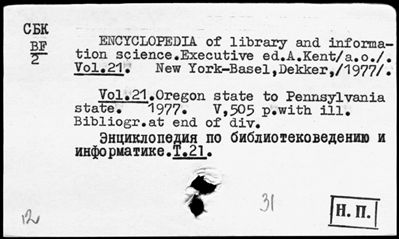 СБК
BF
2
ENCYCLOPEDIA of library and informa-
tion science.Executive ed.A.Kent/a.o./.
Vol.21. New York-Basel,Dekker,/1977/.
Vol.21.Oregon state to Pennsylvania
state. 1977. V,505 p.with ill.
Bibliogr.at end of div.
Энциклопедия по библиотековедению и
информатике.Т.21.
12
31
Н. П.